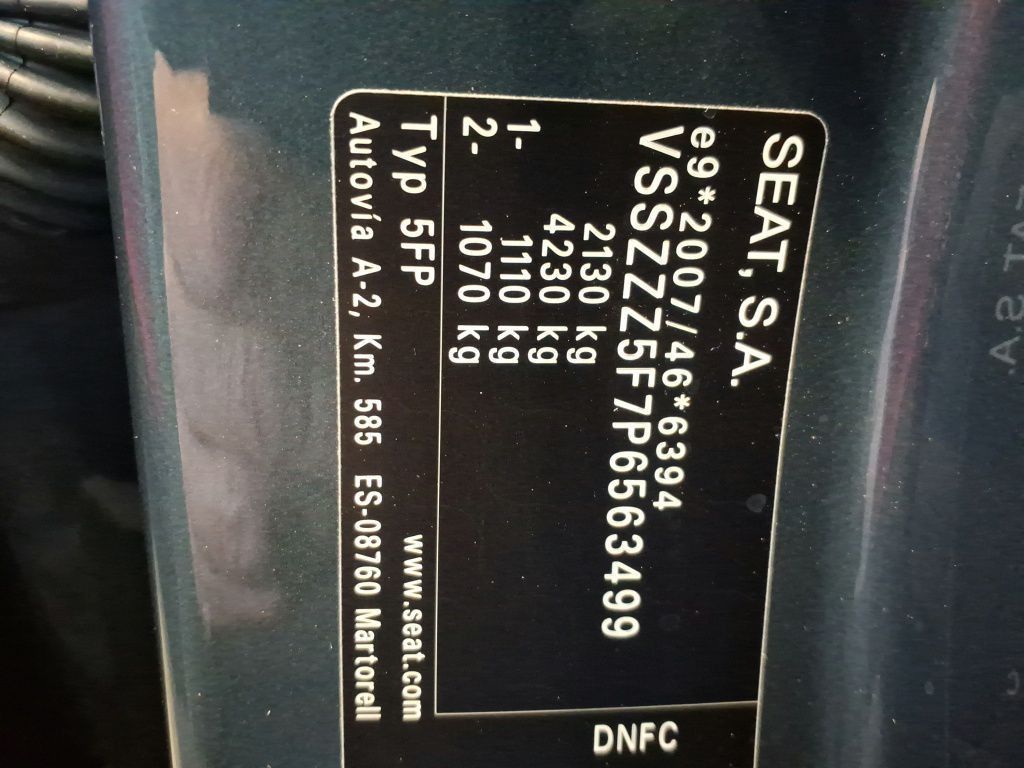 SEAT, S.A.
e9*2007/46*6394
VSSZZZ5F7P6563499
2130 kg
4230 kg
1- 1110 kg
2- 1070 kg
Typ 5FP www.seat.com
Autovía A-2, Km. 585 ES-08760 Martorell
DNFC